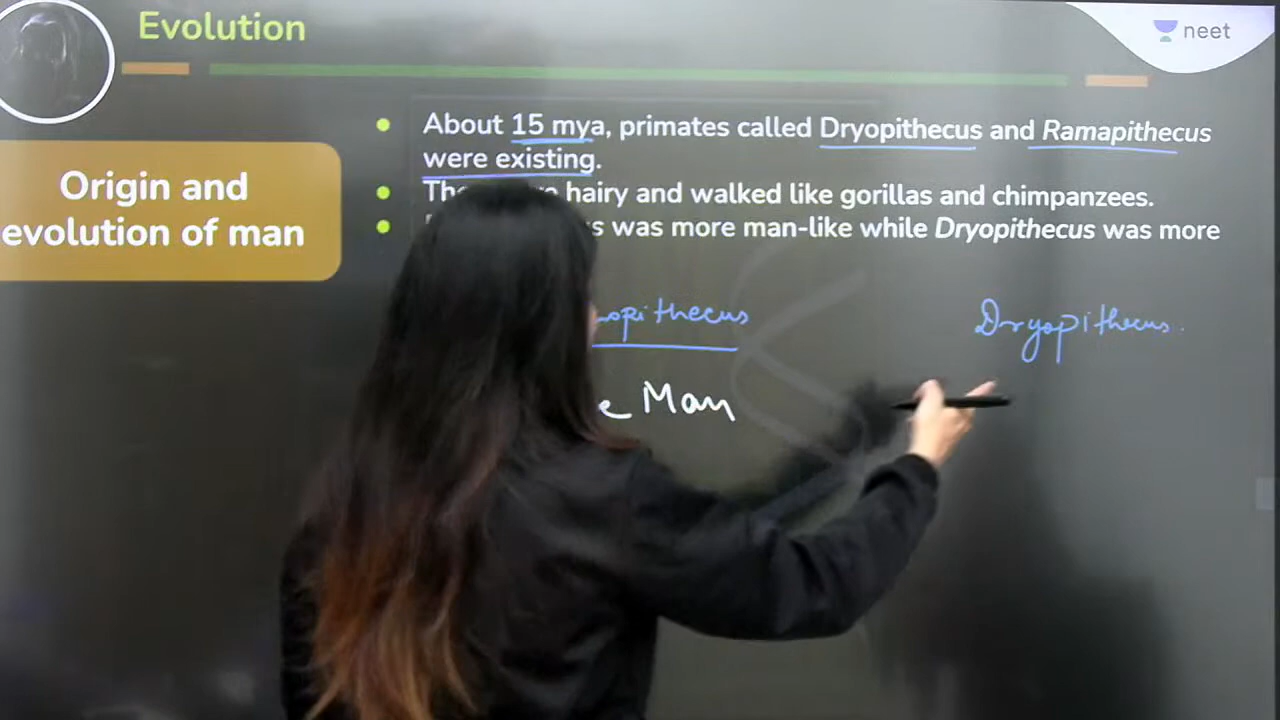 Evolution
neet
About 15 mya, primates called Dryopithecus and Ramapithecus
were existing.
hairy and walked like gorillas and chimpanzees.
was more man-like while Dryopithecus was more
Origin and
evolution of man
Dryopithecus
Man